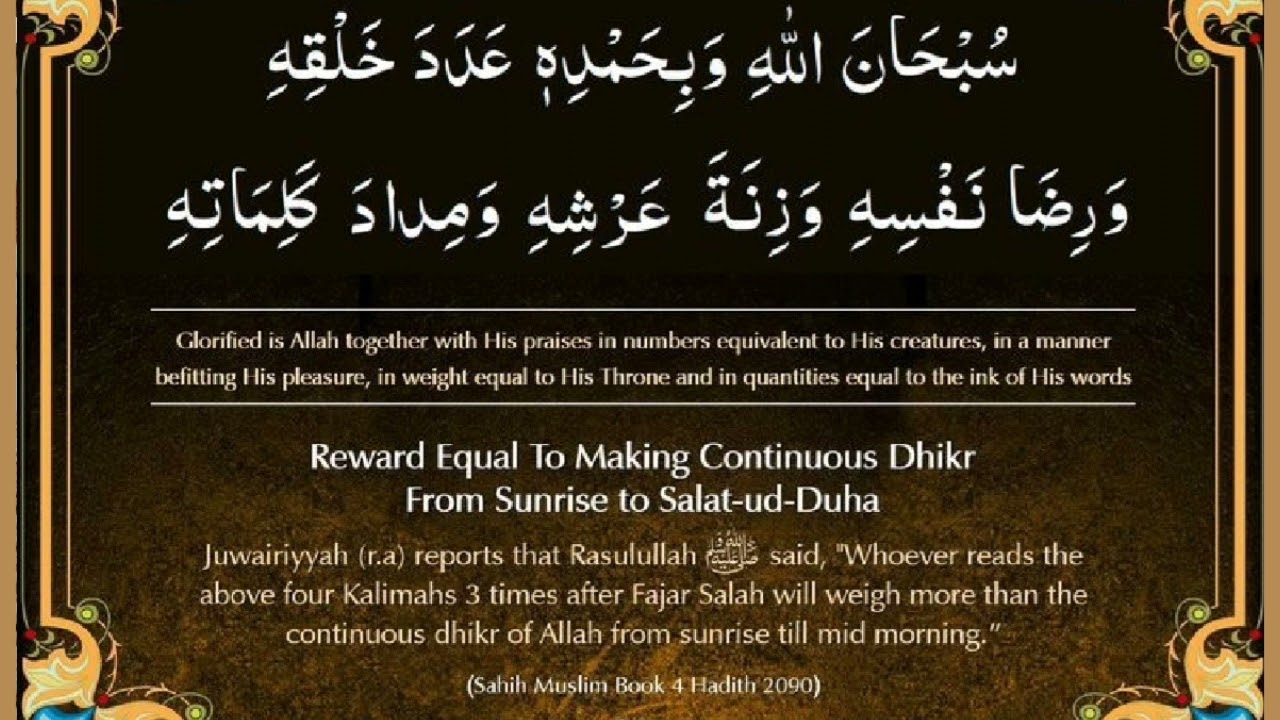 سُبْحَانَ اللّٰهِ وَبِحَمْدِهٖ عَدَدَ خَلْقِهِ
وَرِضَا نَفْسِهِ وَزِنَةَ عَرْشِهِ وَمِدادَ كَلِمَاتِهِ
Glorified is Allah together with His praises in numbers equivalent to His creatures, in a manner
befitting His pleasure, in weight equal to His Throne and in quantities equal to the ink of His words
Reward Equal To Making Continuous Dhikr
From Sunrise to Salat-ud-Duha
Juwairiyyah (r.a) reports that Rasulullah ﷺ said, "Whoever reads the
above four Kalimahs 3 times after Fajar Salah will weigh more than the
continuous dhikr of Allah from sunrise till mid morning.”
(Sahih Muslim Book 4 Hadith 2090)